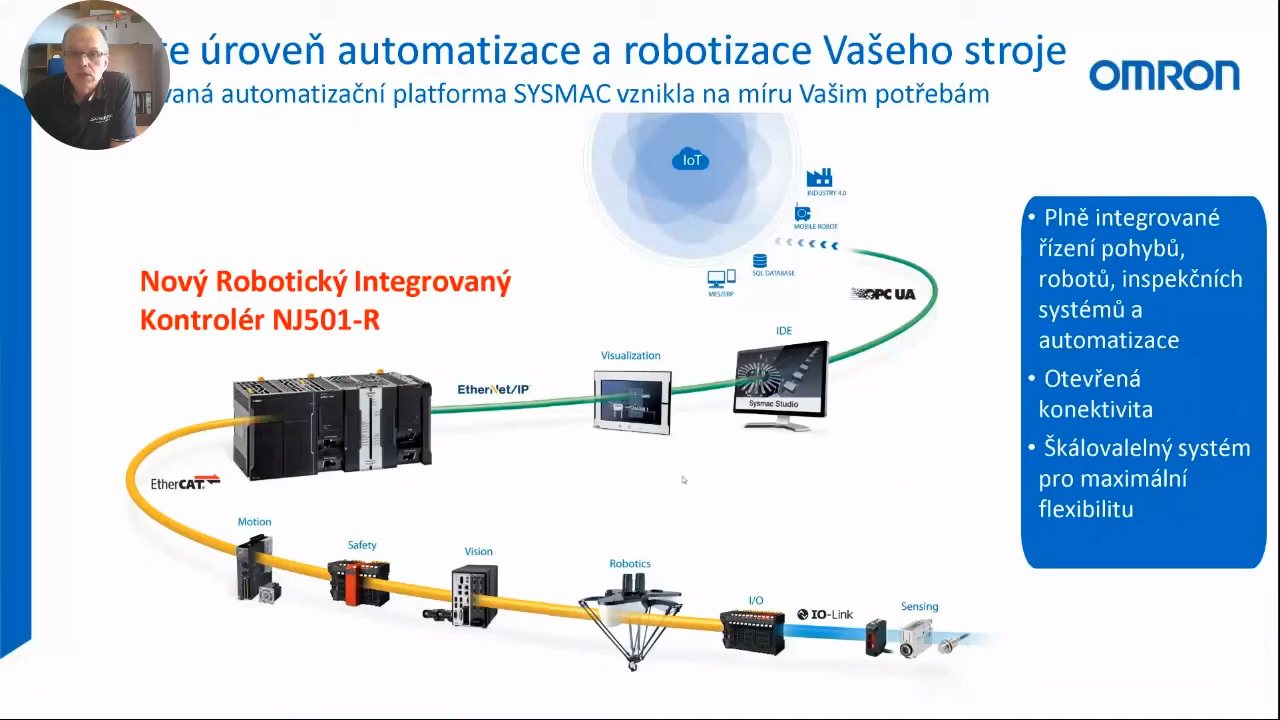 úroveň automatizace a robotizace Vašeho stroje
automatizační platforma SYSMAC vznikla na míru Vašim potřebám
OMRON
IoT
INDUSTRY 4.0
MOBILE ROBOT
SQL DATABASE
MES/ERP
OPC UA
Nový Robotický Integrovaný
Kontrolér NJ501-R
IDE
Visualization
Sysmac Studio
EtherNet/IP
EtherCAT
Motion
Safety
Vision
Robotics
I/O
IO-Link
Sensing
• Plně integrované
řízení pohybů,
robotů, inspekčních
systémů a
automatizace
• Otevřená
konektivita
• Škálovalelný systém
pro maximální
flexibilitu